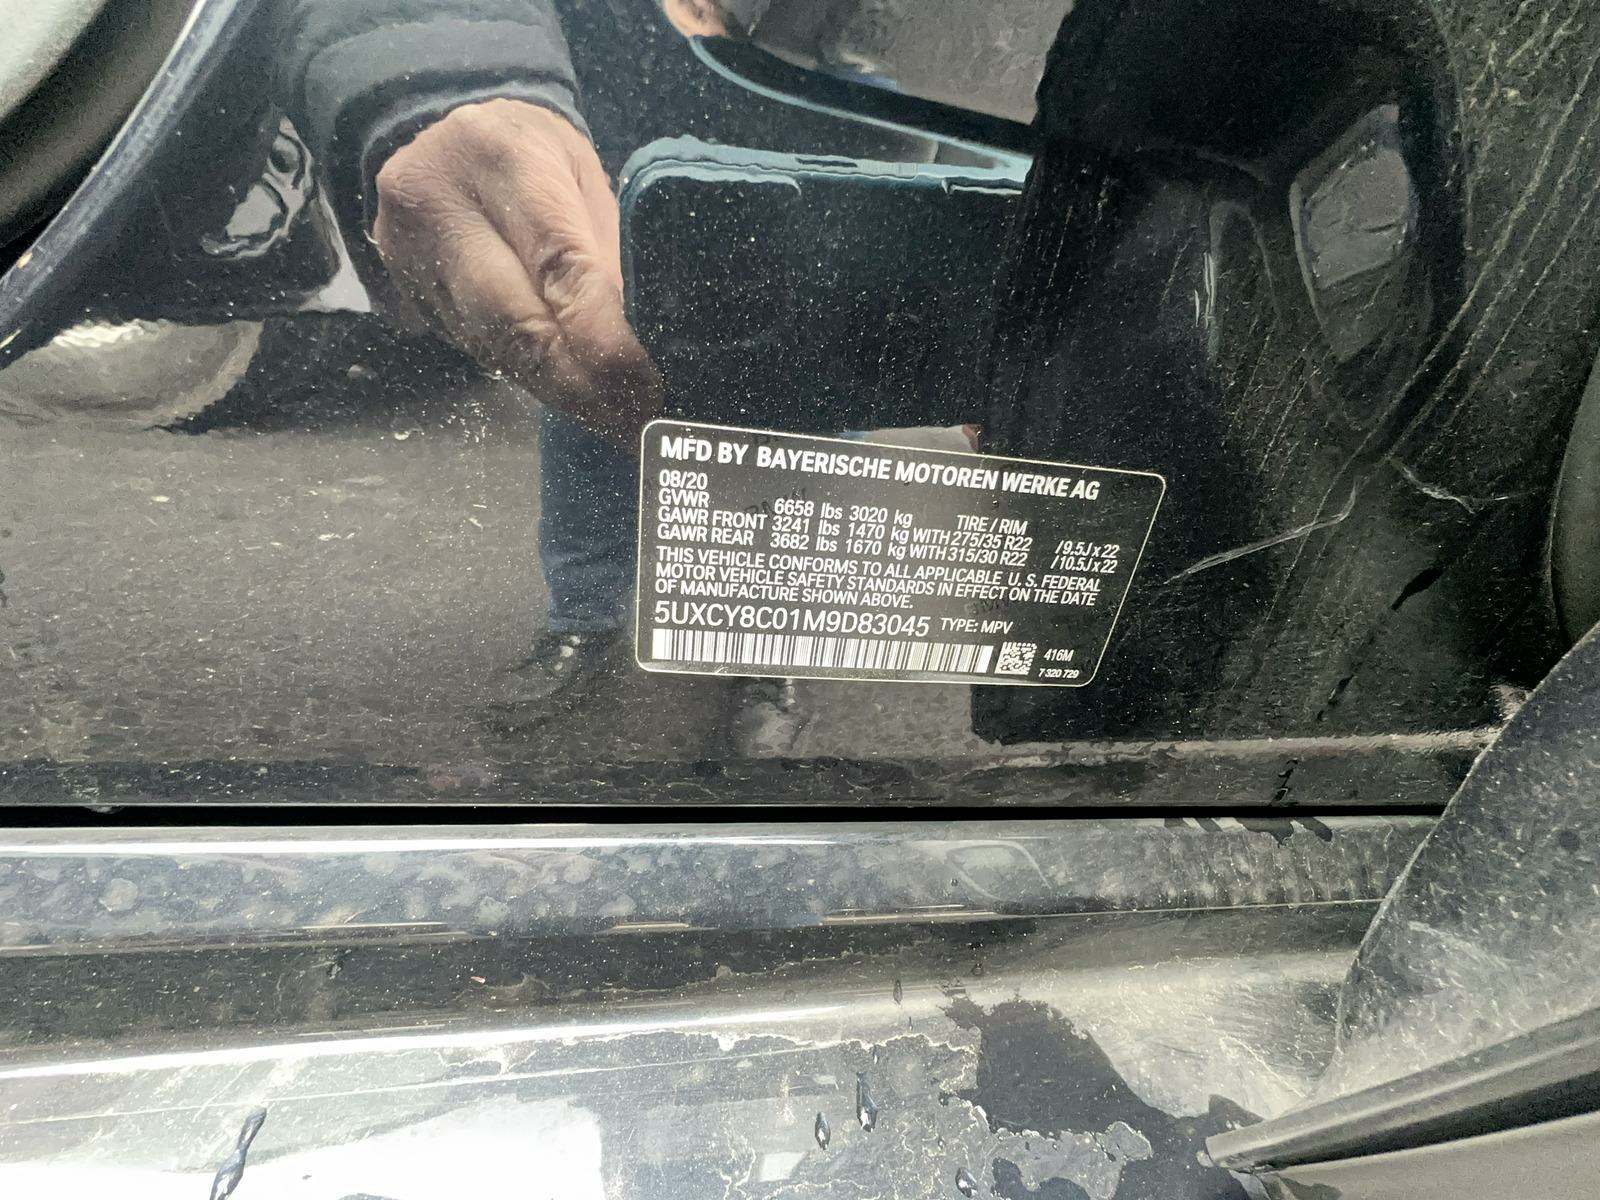 MFD BY BAYERISCHE MOTOREN WERKE AG
08/20
GVWR 6658 lbs 3020 kg TIRE / RIM
GAWR FRONT 3241 lbs 1470 kg WITH 275/35 R22 /9.5J x 22
GAWR REAR 3682 lbs 1670 kg WITH 315/30 R22 /10.5J x 22
THIS VEHICLE CONFORMS TO ALL APPLICABLE U. S. FEDERAL
MOTOR VEHICLE SAFETY STANDARDS IN EFFECT ON THE DATE
OF MANUFACTURE SHOWN ABOVE.
5UXCY8C01M9D83045 TYPE: MPV
416M
7 320 729